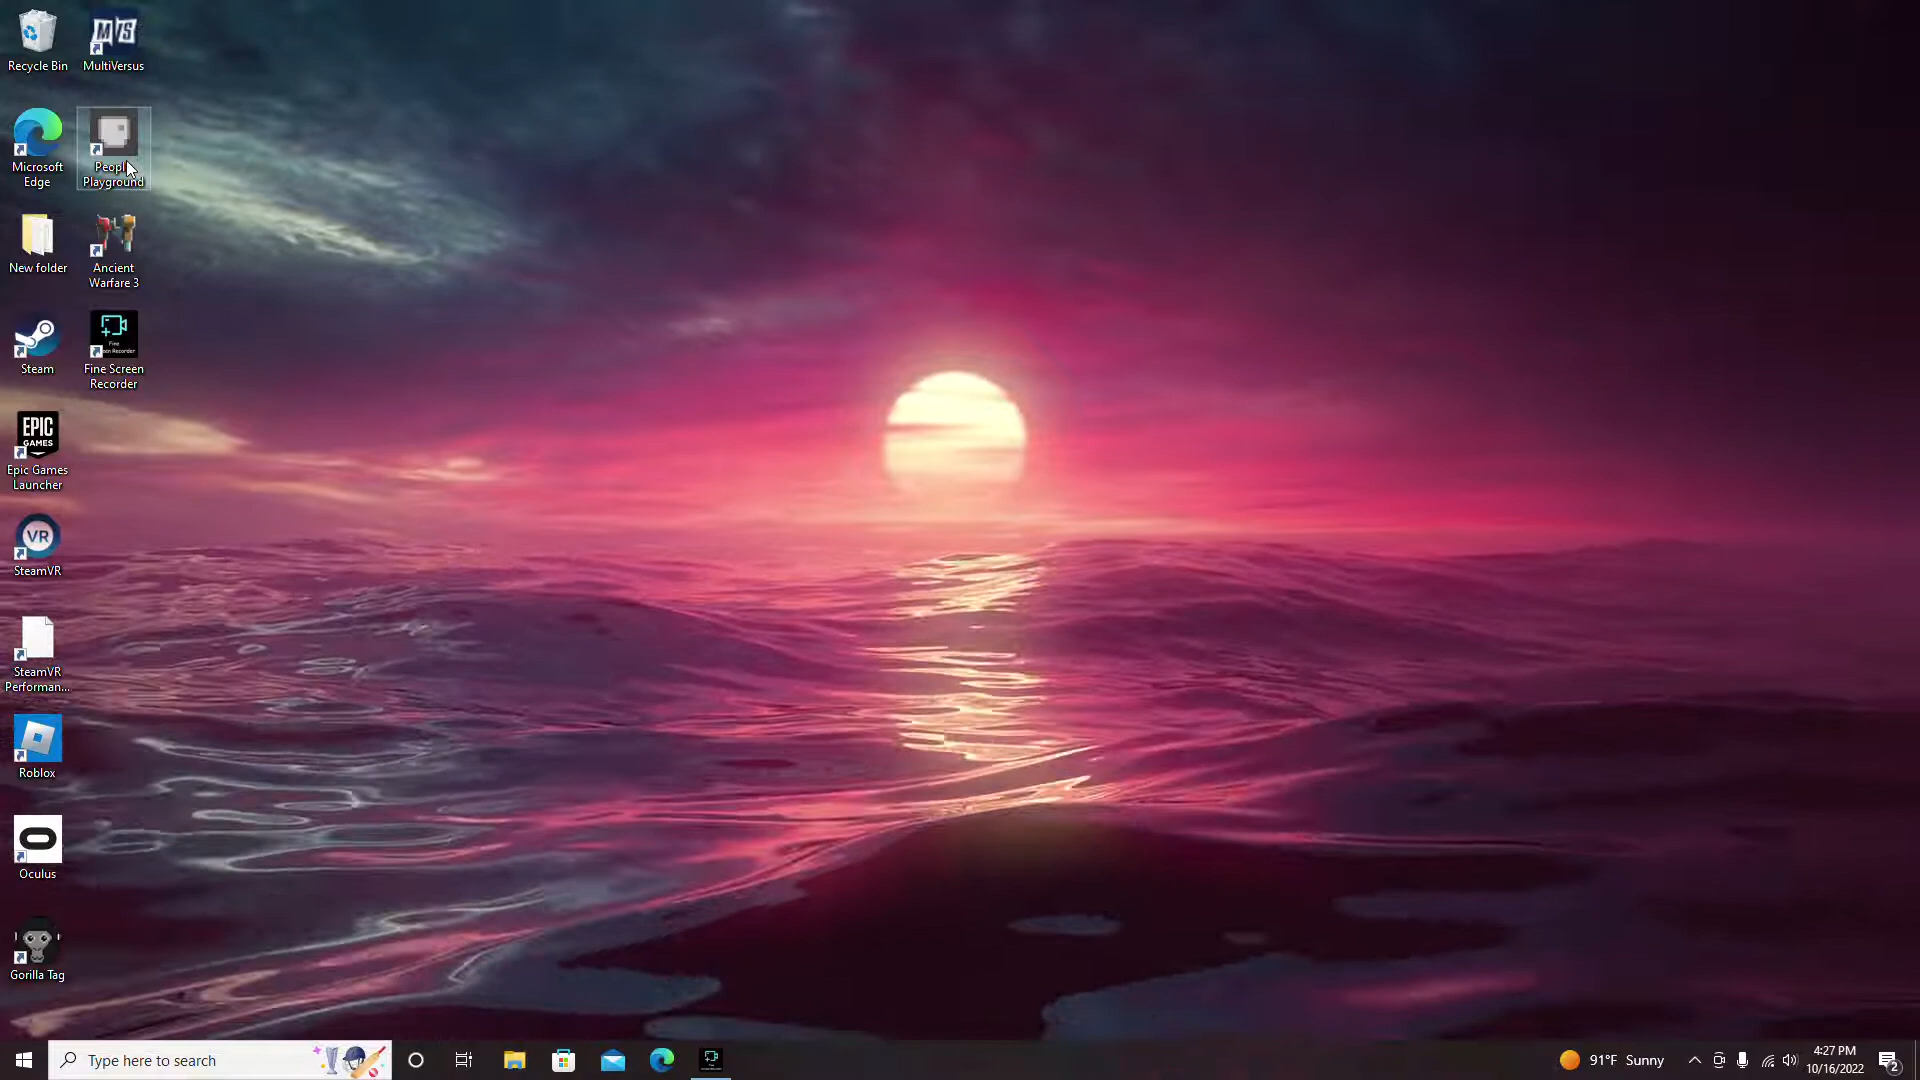 Recycle Bin
MultiVersus
Microsoft
Edge
Playground
New folder
Ancient
Warfare 3
Steam
Fine
Fine Screen
Recorder
EPIC
GAMES
Epic Games
Launcher
VR
SteamVR
SteamVR
Performan...
Roblox
Oculus
Gorilla Tag
Type here to search
91°F Sunny
4:27 PM
10/16/2022
2